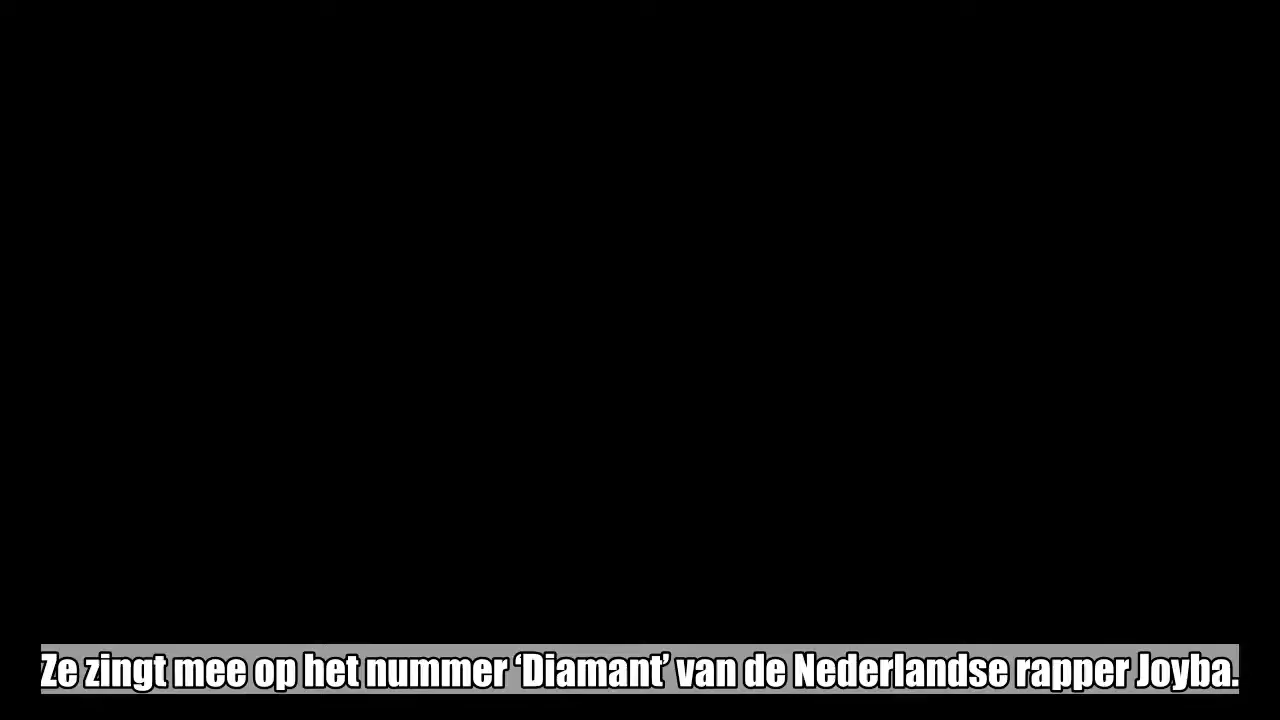 Ze zingt mee op het nummer ‘Diamant’ van de Nederlandse rapper Joyba.